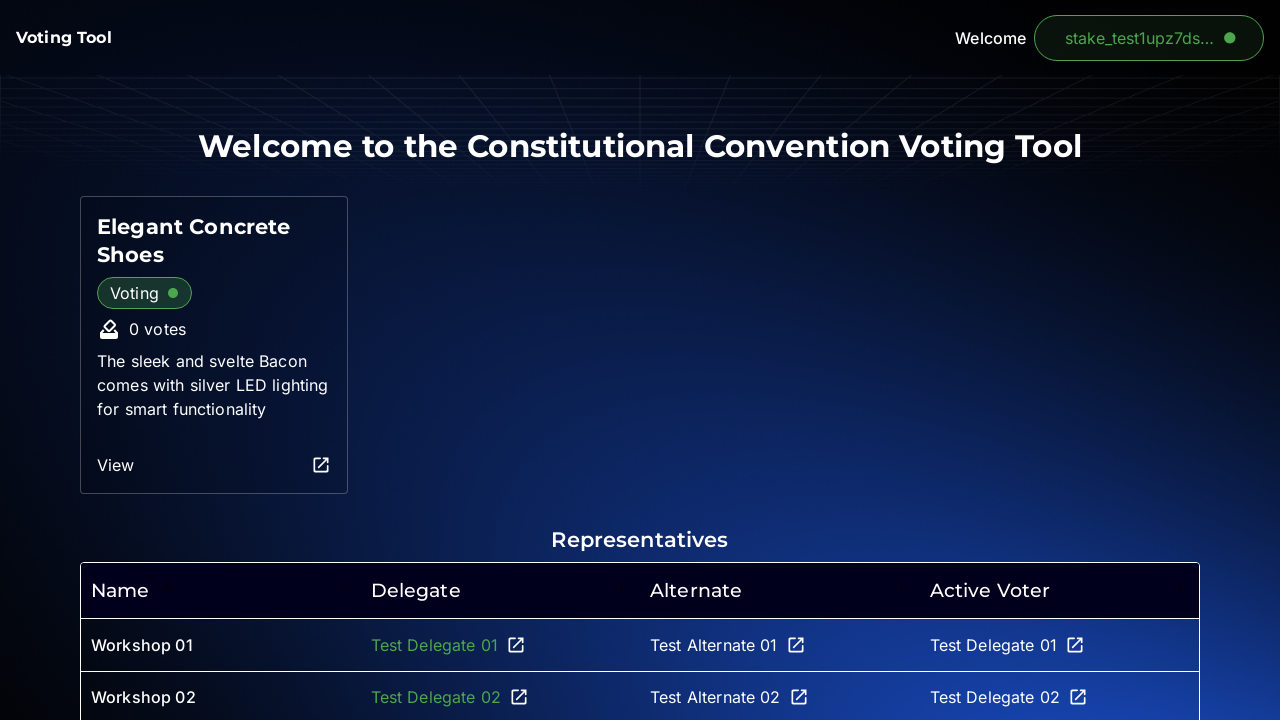 Voting Tool
Welcome stake_test1upz7ds...
Welcome to the Constitutional Convention Voting Tool
Elegant Concrete
Shoes
Voting
0 votes
The sleek and svelte Bacon
comes with silver LED lighting
for smart functionality
View
Representatives
Name Delegate Alternate Active Voter
Workshop 01 Test Delegate 01 Test Alternate 01 Test Delegate 01
Workshop 02 Test Delegate 02 Test Alternate 02 Test Delegate 02